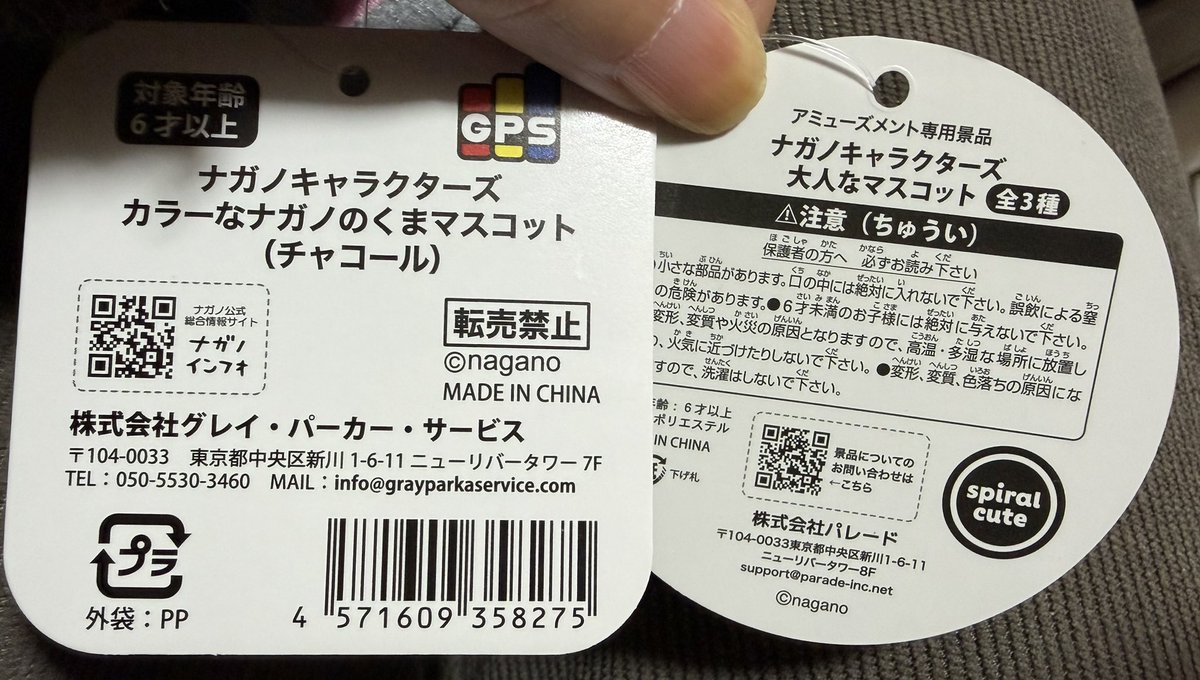 対象年齢
6才以上
GPS
ナガノキャラクターズ
カラーなナガノのくまマスコット
(チャコール)
ナガノ公式
総合情報サイト
ナガノ
インフォ
転売禁止
©nagano
MADE IN CHINA
株式会社グレイ・パーカー・サービス
〒104-0033 東京都中央区新川1-6-11 ニューリバータワー7F
TEL:050-5530-3460 MAIL:info@grayparkaservice.com
プラ
外袋:PP
4 571609 358275
アミューズメント専用景品
ナガノキャラクターズ
大人なマスコット 全3種
⚠注意(ちゅうい)
保護者の方へ 必ずお読み下さい
小さな部品があります。口の中には絶対に入れないで下さい。誤飲による窒
の危険があります。●6才未満のお子様には絶対に与えないで下さい。
変形、変質や火災の原因となりますので、高温・多湿な場所に放置し
、火気に近づけたりしないで下さい。●変形、変質、色落ちの原因にな
ますので、洗濯はしないで下さい。
年齢:6才以上
ポリエステル
IN CHINA
下げ札
景品についての
お問い合わせは
←こちら
spiral
cute
株式会社パレード
〒104-0033東京都中央区新川1-6-11
ニューリバータワー8F
support@parade-inc.net
©nagano